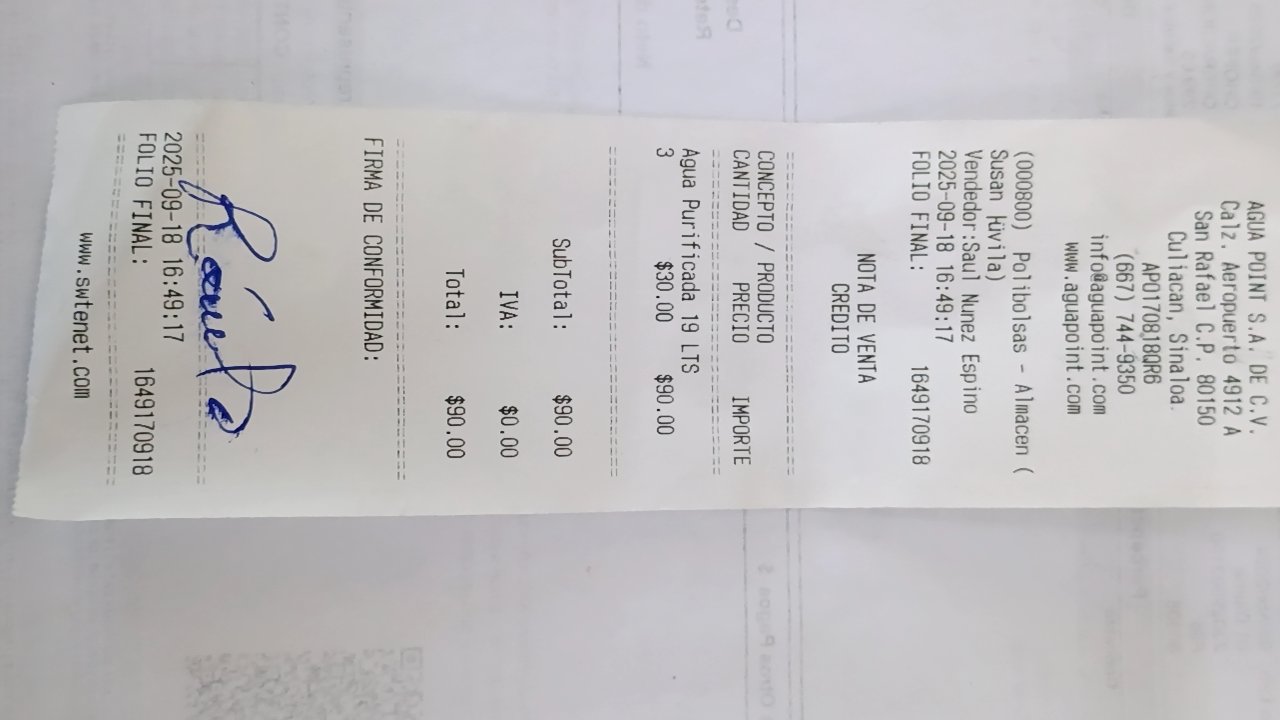 AGUA POINT S.A. DE C.V.
Calz. Aeropuerto 4912 A
San Rafael C.P. 80150
Culiacan, Sinaloa.
APO170818QR6
(667) 744-9350
info@aguapoint.com
www.aguapoint.com
(000800) Polibolsas - Almacen (
Susan Hüvila)
Vendedor:Saul Nunez Espino
2025-09-18 16:49:17
FOLIO FINAL: 1649170918
NOTA DE VENTA
CREDITO
CONCEPTO / PRODUCTO
CANTIDAD PRECIO IMPORTE
Agua Purificada 19 LTS
3 $30.00 $90.00
SubTotal: $90.00
IVA: $0.00
Total: $90.00
FIRMA DE CONFORMIDAD:
2025-09-18 16:49:17
FOLIO FINAL: 1649170918
www.swtenet.com